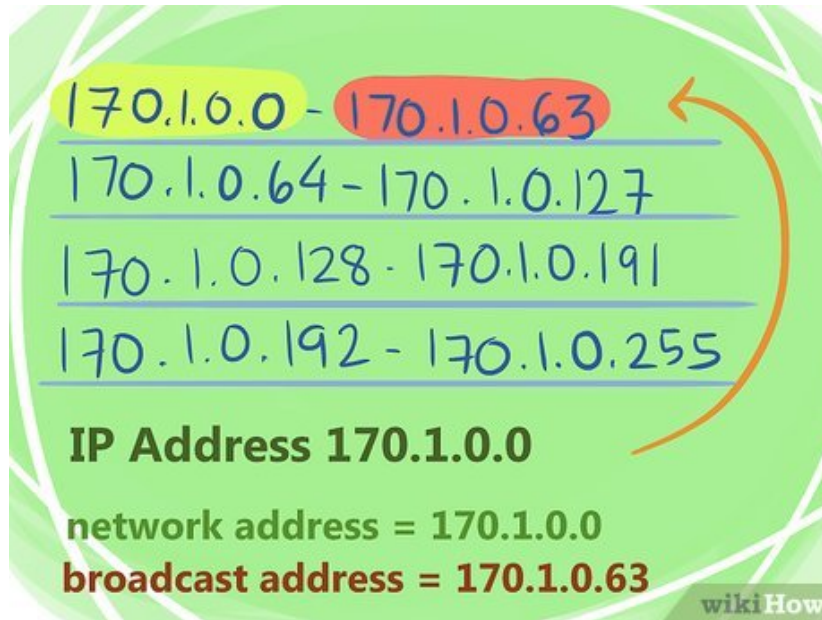 170.1.0.0 - 170.1.0.63
170.1.0.64 - 170.1.0.127
170.1.0.128 - 170.1.0.191
170.1.0.192 - 170.1.0.255
IP Address 170.1.0.0
network address = 170.1.0.0
broadcast address = 170.1.0.63
wikiHow